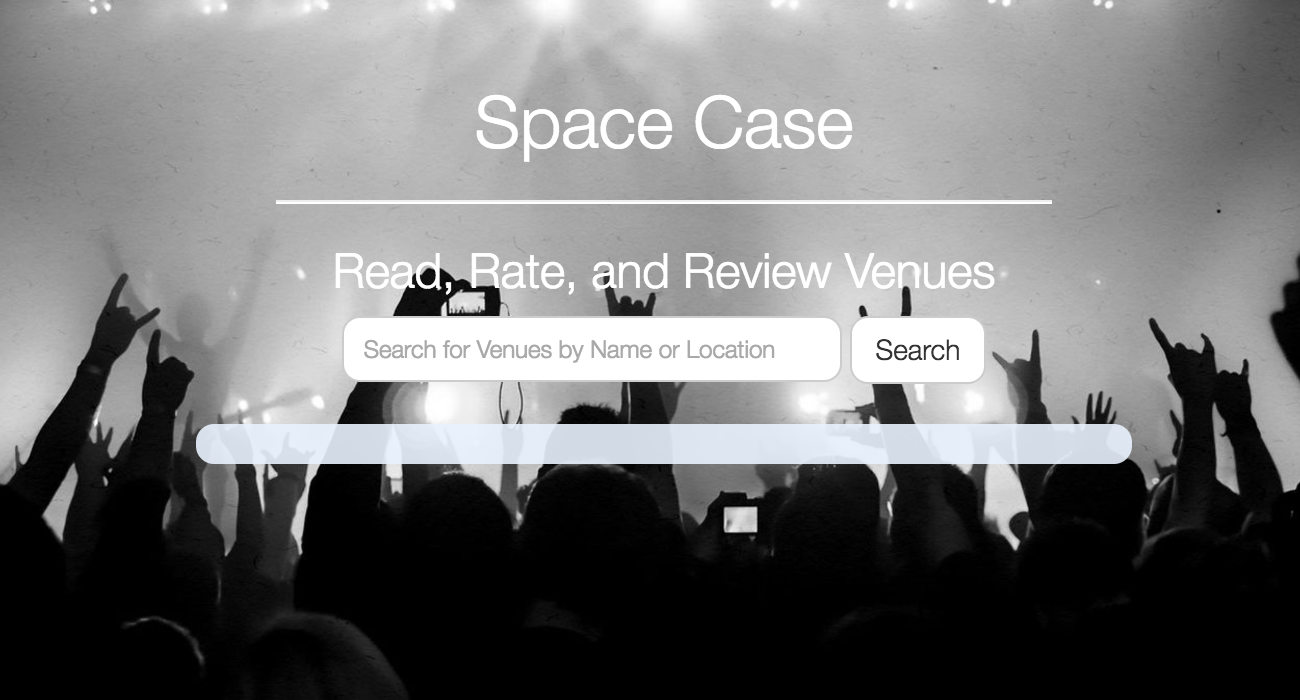 Space Case
Read, Rate, and Review Venues
Search for Venues by Name or Location
Search